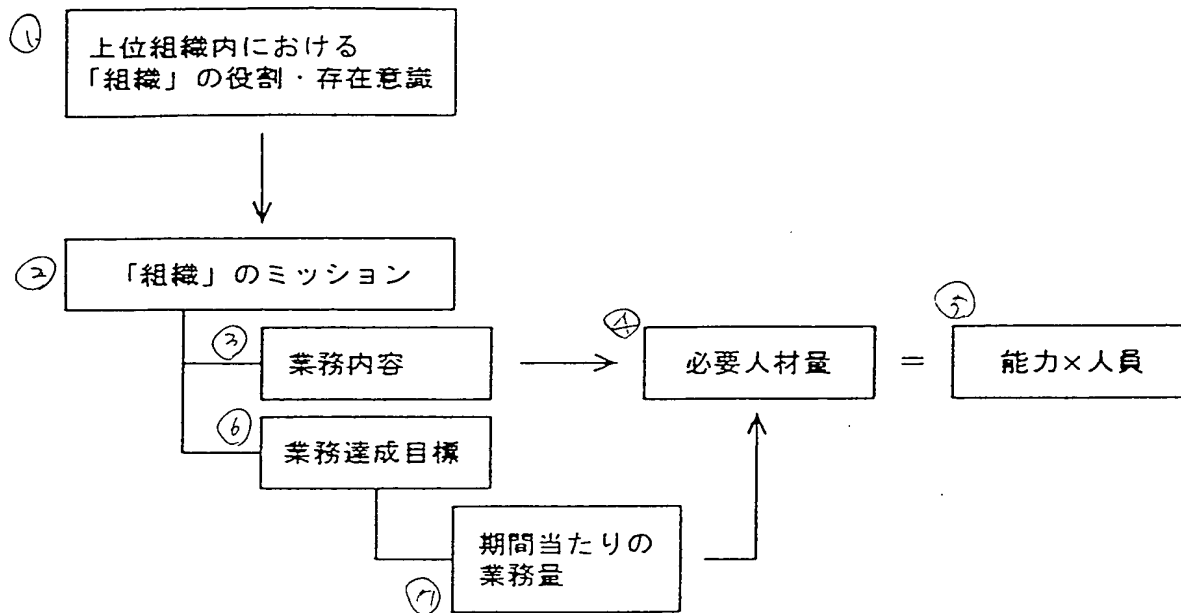 ①
上位組織内における
「組織」の役割・存在意識
②
「組織」のミッション
③
業務内容
必要人材量
=
⑤
能力×人員
⑥
業務達成目標
期間当たりの
業務量